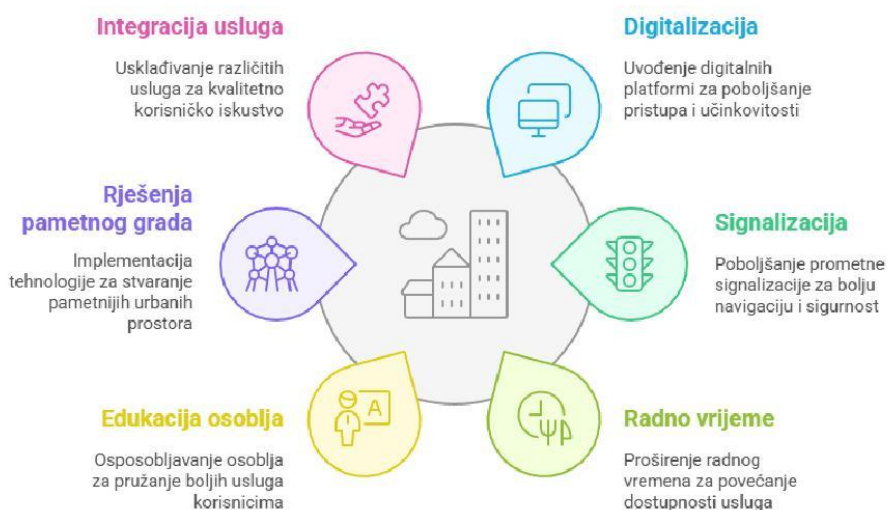 Integracija usluga
Usklađivanje različitih
usluga za kvalitetno
korisničko iskustvo
Digitalizacija
Uvođenje digitalnih
platformi za poboljšanje
pristupa i učinkovitosti
Rješenja
pametnog grada
Implementacija
tehnologije za stvaranje
pametnijih urbanih
prostora
Signalizacija
Poboljšanje prometne
signalizacije za bolju
navigaciju i sigurnost
Edukacija osoblja
Osposobljavanje osoblja
za pružanje boljih usluga
korisnicima
A
Radno vrijeme
Proširenje radnog
vremena za povećanje
dostupnosti usluga